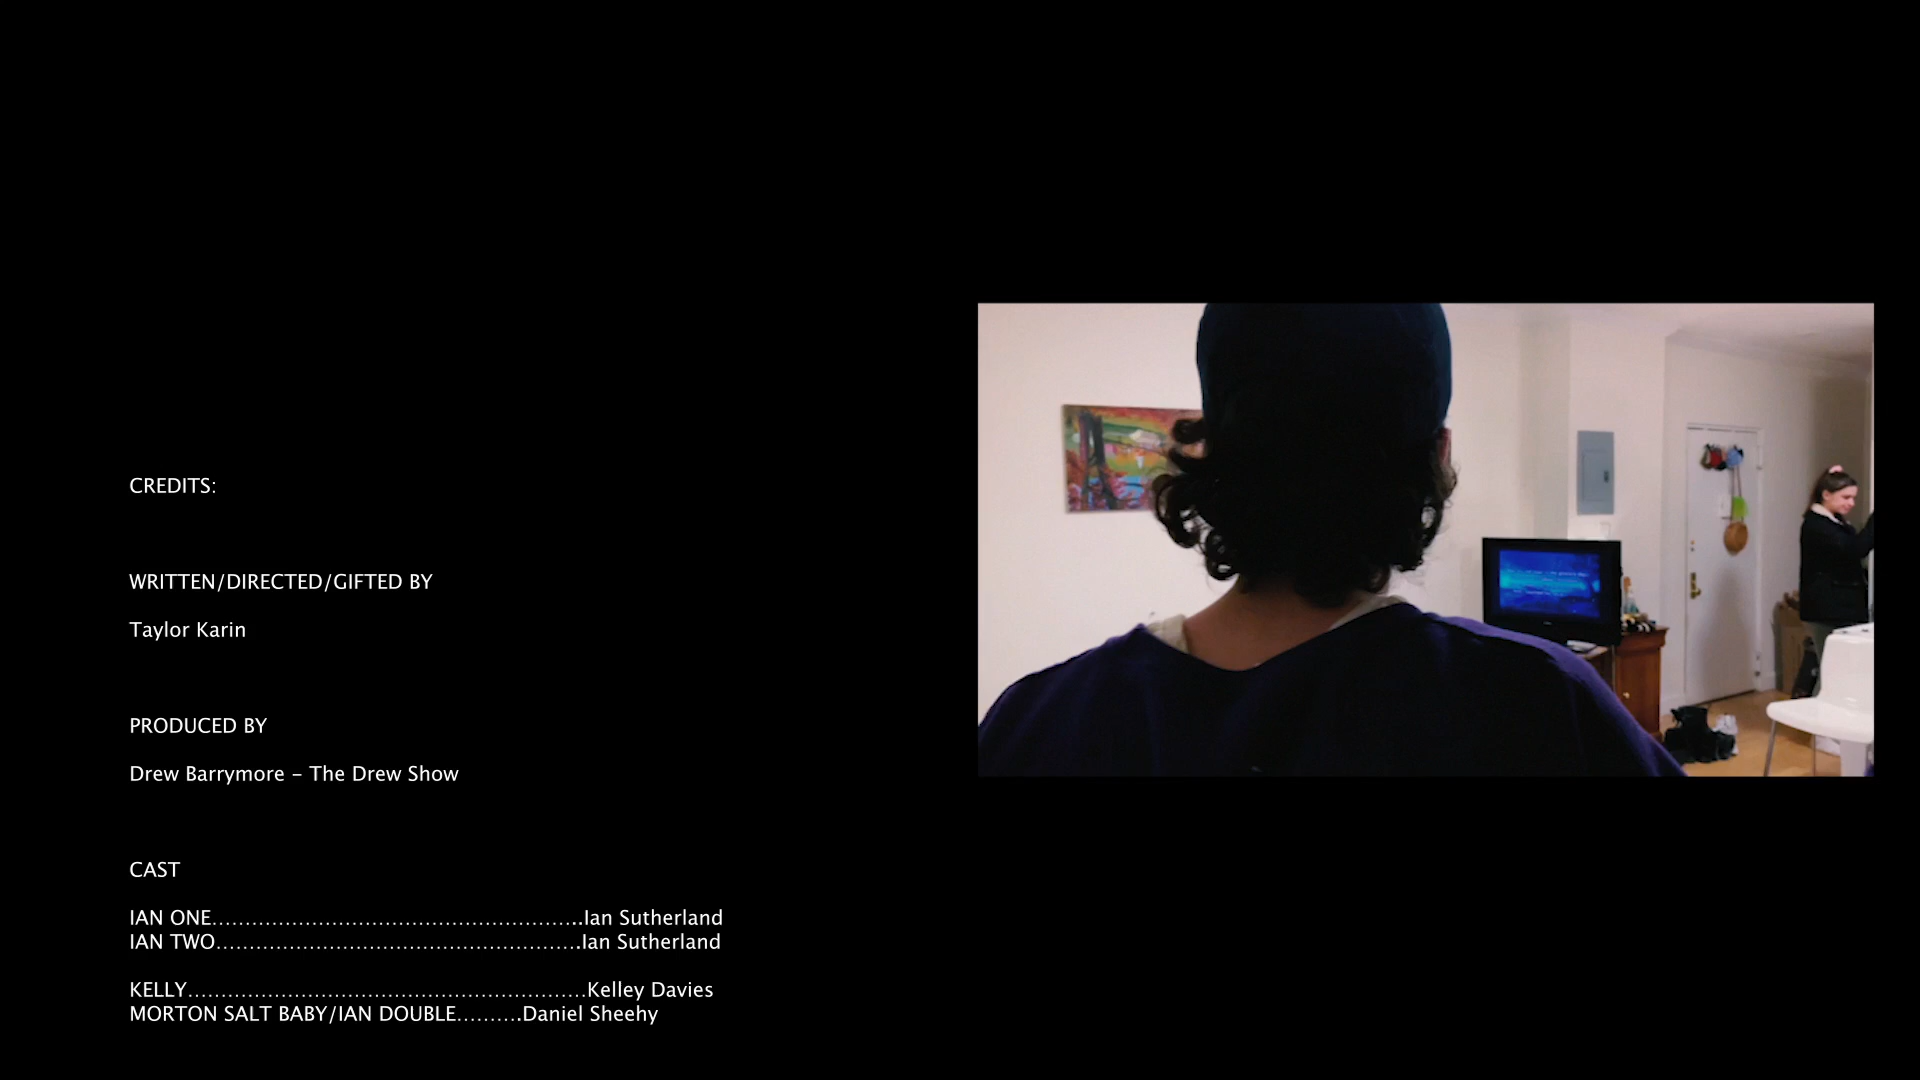 CREDITS:
WRITTEN/DIRECTED/GIFTED BY
Taylor Karin
PRODUCED BY
Drew Barrymore – The Drew Show
CAST
IAN ONE.......................................................Ian Sutherland
IAN TWO......................................................Ian Sutherland
KELLY............................................................Kelley Davies
MORTON SALT BABY/IAN DOUBLE..........Daniel Sheehy